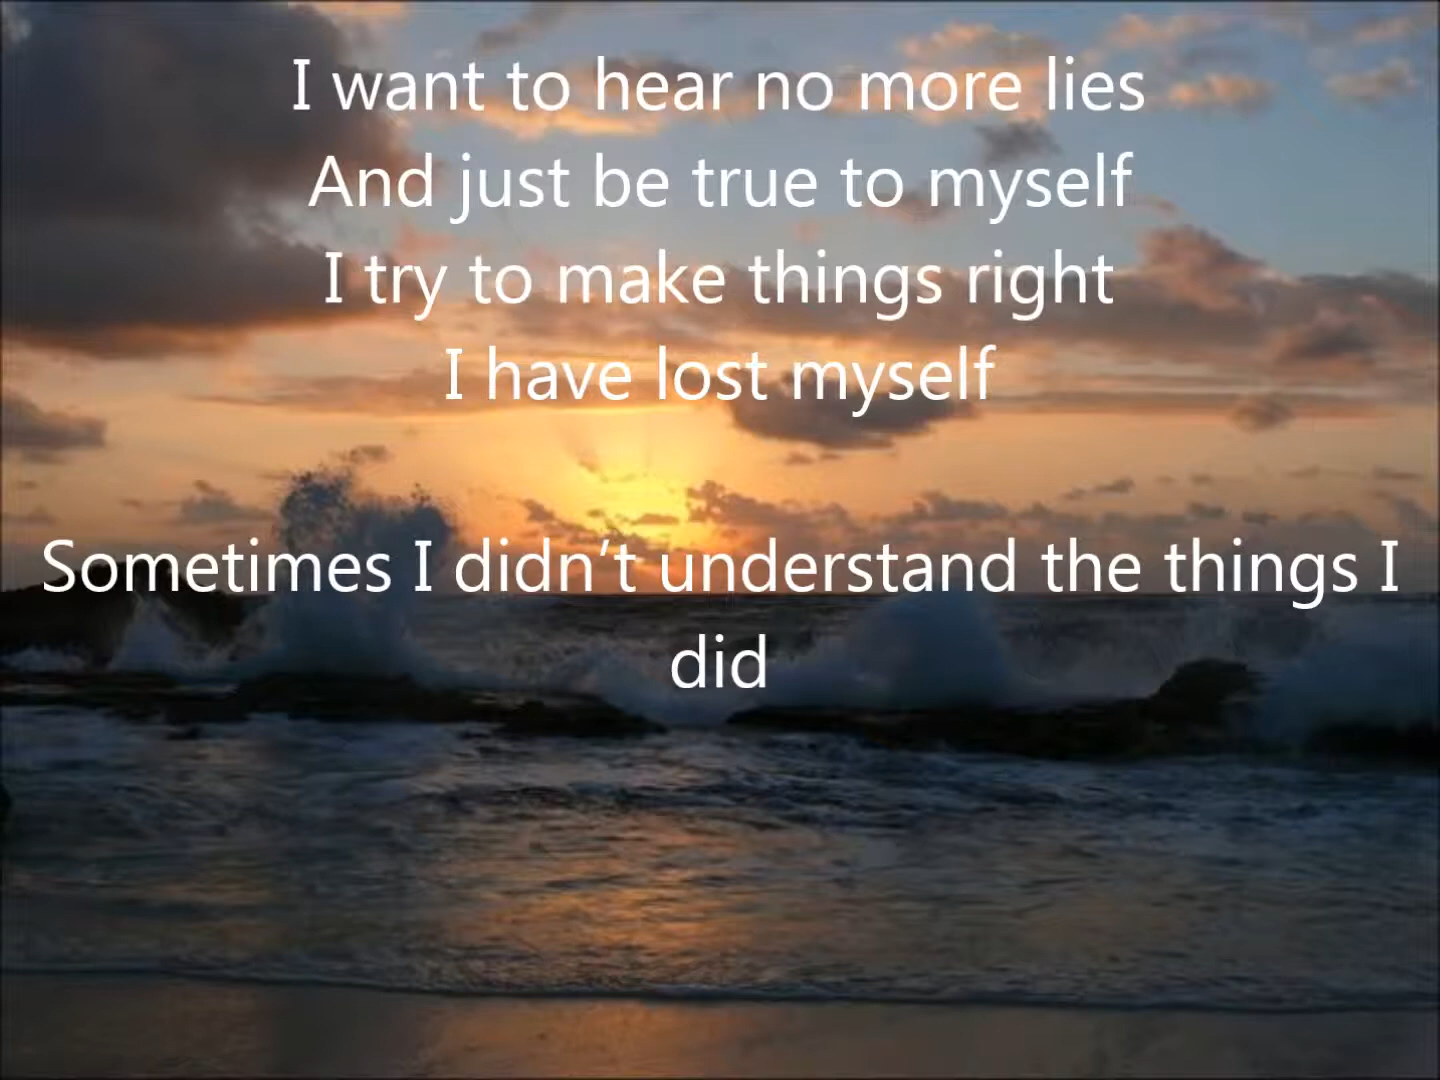 I want to hear no more lies
And just be true to myself
I try to make things right
I have lost myself
Sometimes I didn’t understand the things I
did